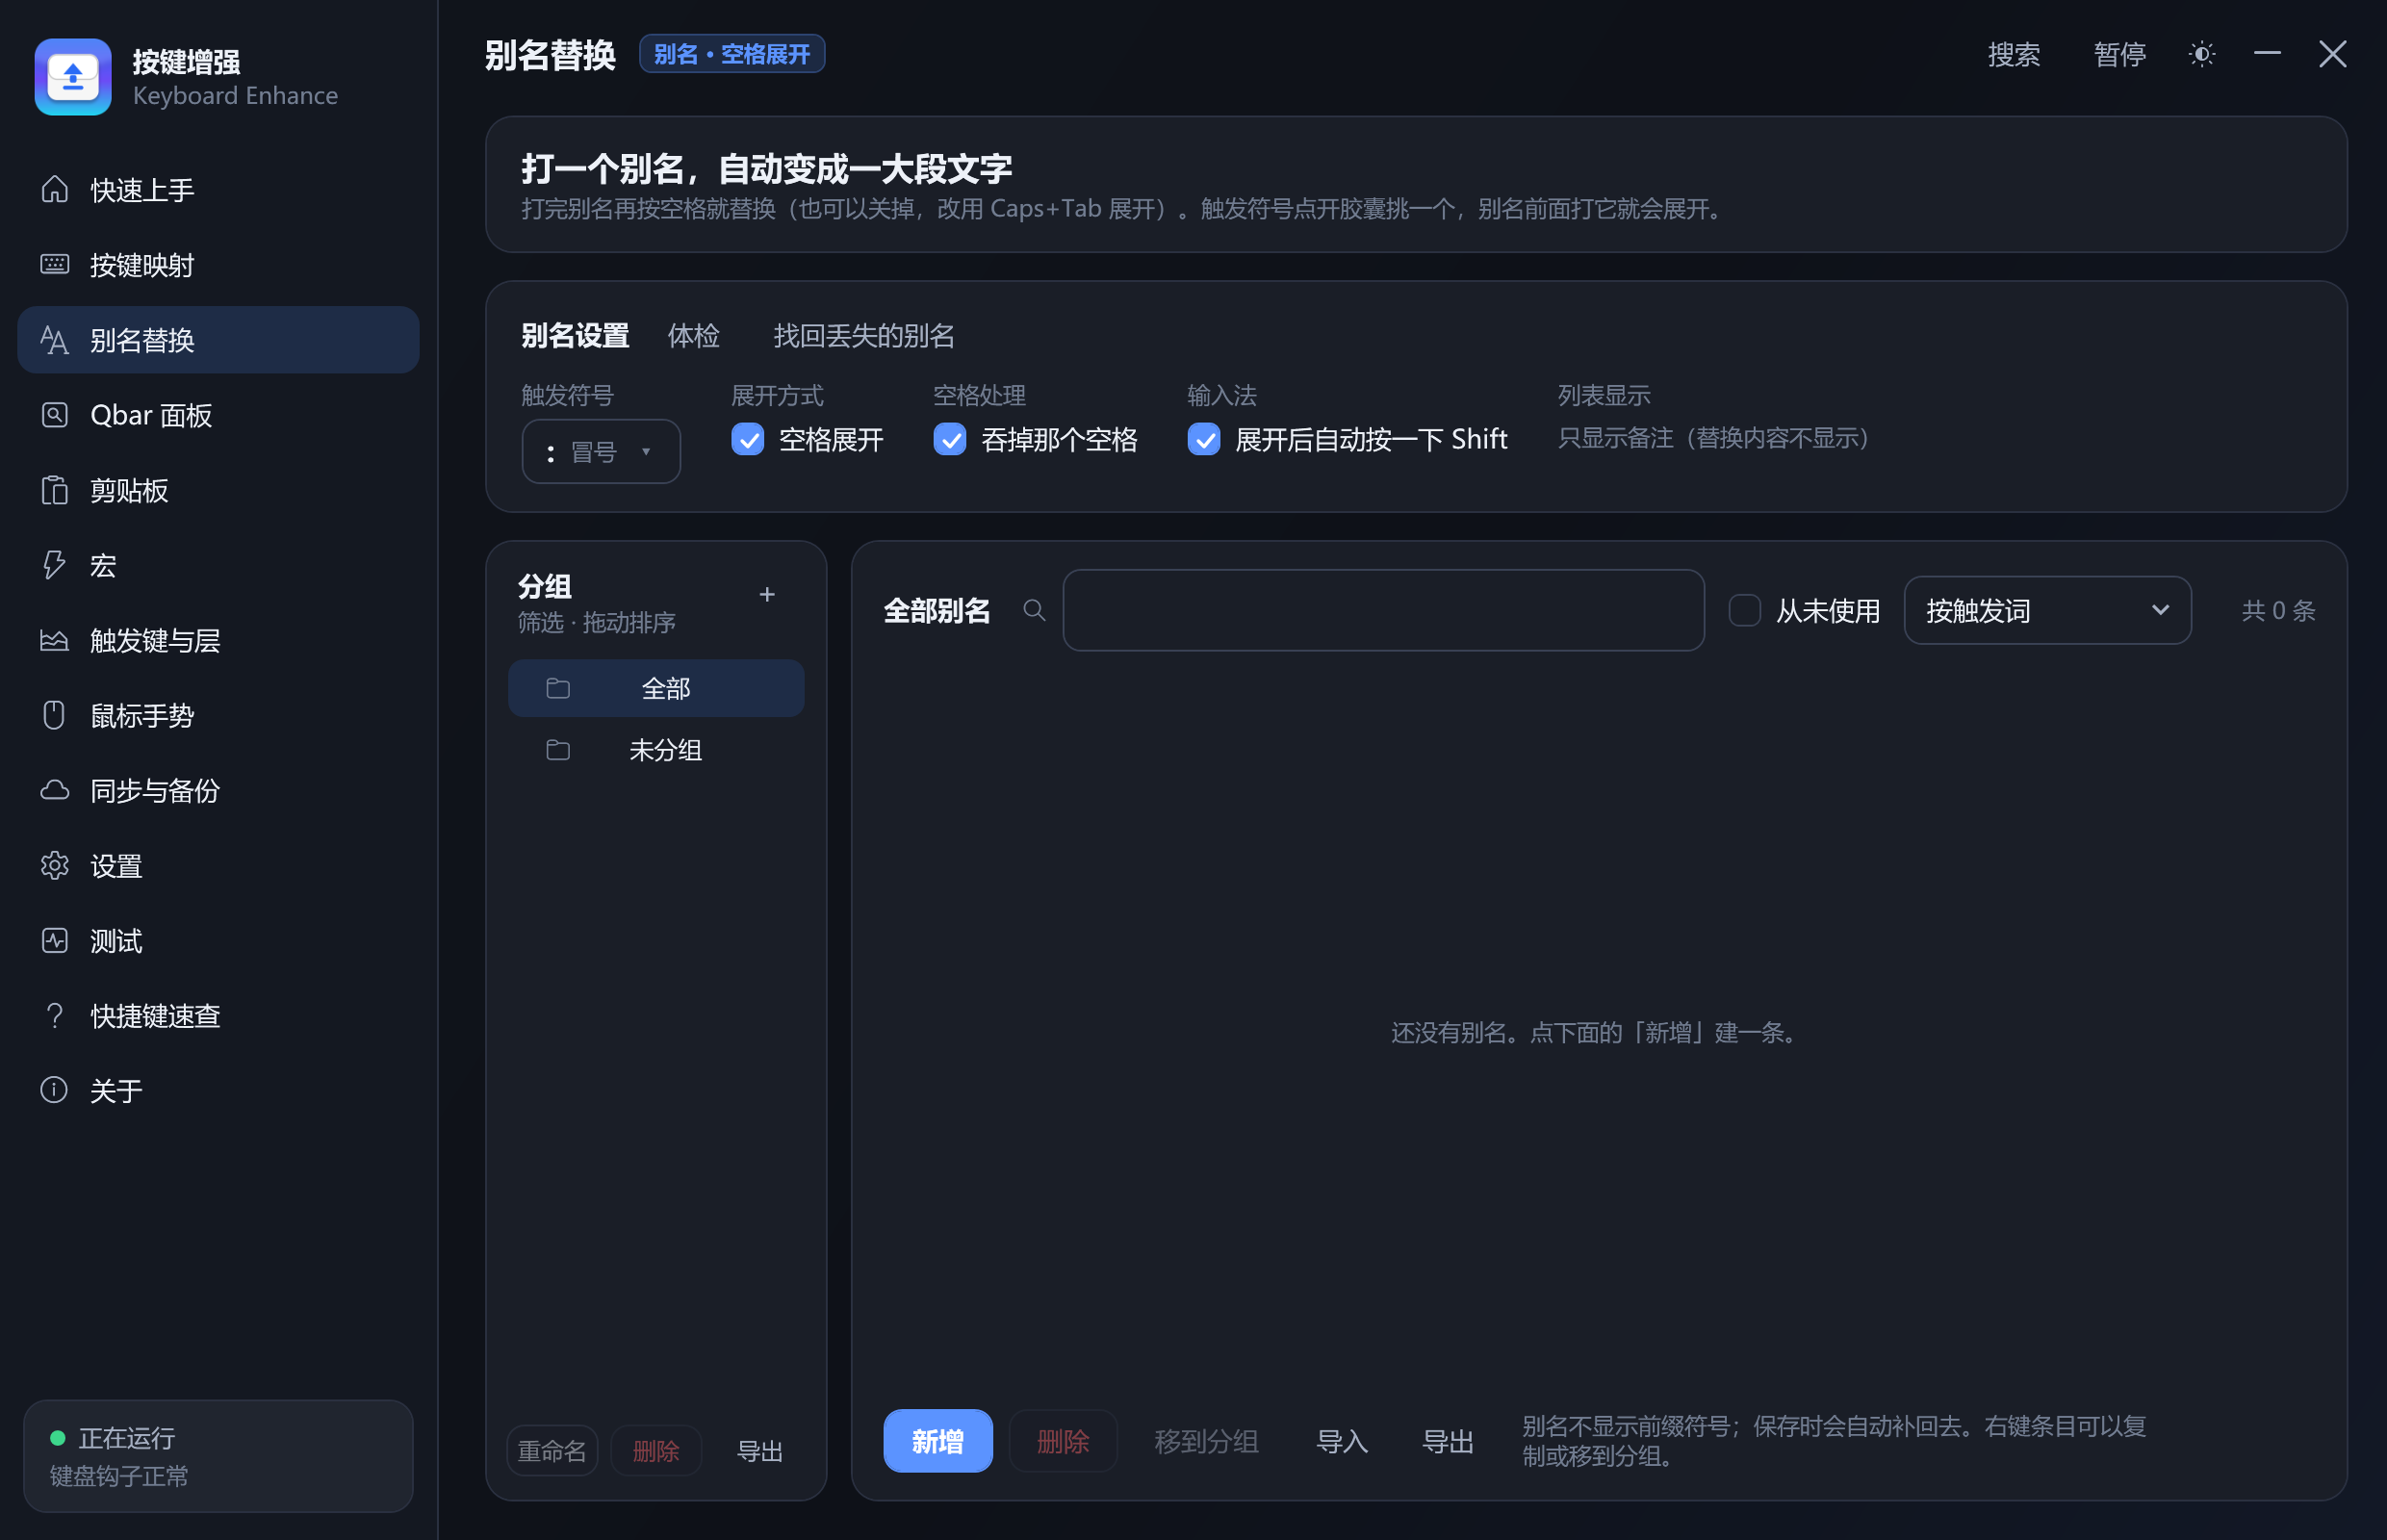 按键增强
Keyboard Enhance
快速上手
按键映射
别名替换
Qbar 面板
剪贴板
宏
触发键与层
鼠标手势
同步与备份
设置
测试
快捷键速查
关于
正在运行
键盘钩子正常
别名替换
别名・空格展开
搜索
暂停
打一个别名，自动变成一大段文字
打完别名再按空格就替换（也可以关掉，改用 Caps+Tab 展开）。触发符号点开胶囊挑一个，别名前面打它就会展开。
别名设置
体检
找回丢失的别名
触发符号
: 冒号
展开方式
空格展开
空格处理
吞掉那个空格
输入法
展开后自动按一下 Shift
列表显示
只显示备注（替换内容不显示）
分组
+
筛选 · 拖动排序
全部
未分组
重命名
删除
导出
全部别名
从未使用
按触发词
共 0 条
还没有别名。点下面的「新增」建一条。
新增
删除
移到分组
导入
导出
别名不显示前缀符号；保存时会自动补回去。右键条目可以复
制或移到分组。